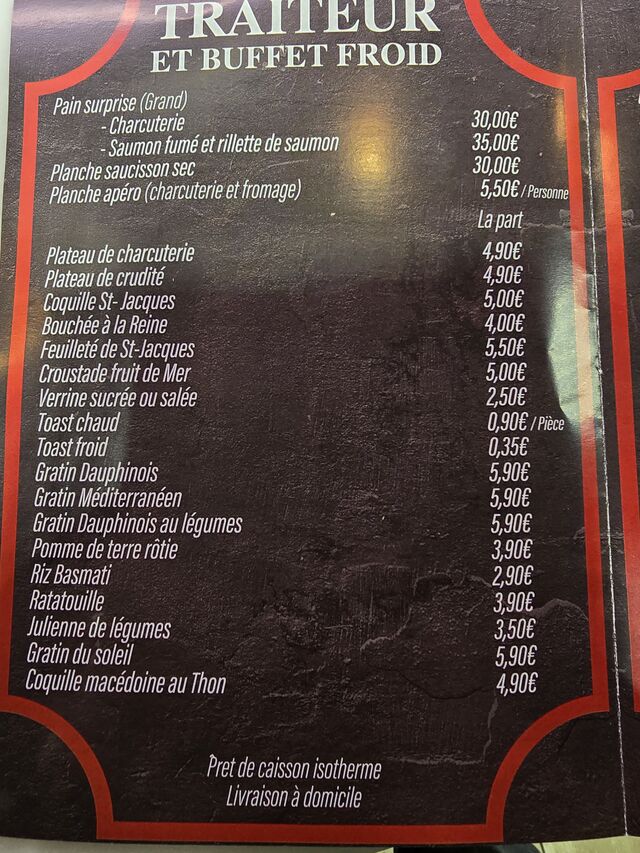 TRAITEUR
ET BUFFET FROID
Pain surprise (Grand)
- Charcuterie 30,00€
- Saumon fumé et rillette de saumon 35,00€
Planche saucisson sec 30,00€
Planche apéro (charcuterie et fromage) 5,50€ / Personne
La part
Plateau de charcuterie 4,90€
Plateau de crudité 4,90€
Coquille St- Jacques 5,00€
Bouchée à la Reine 4,00€
Feuilleté de St-Jacques 5,50€
Croustade fruit de Mer 5,00€
Verrine sucrée ou salée 2,50€
Toast chaud 0,90€ / Pièce
Toast froid 0,35€
Gratin Dauphinois 5,90€
Gratin Méditerranéen 5,90€
Gratin Dauphinois au légumes 5,90€
Pomme de terre rôtie 3,90€
Riz Basmati 2,90€
Ratatouille 3,90€
Julienne de légumes 3,50€
Gratin du soleil 5,90€
Coquille macédoine au Thon 4,90€
Pret de caisson isotherme
Livraison à domicile